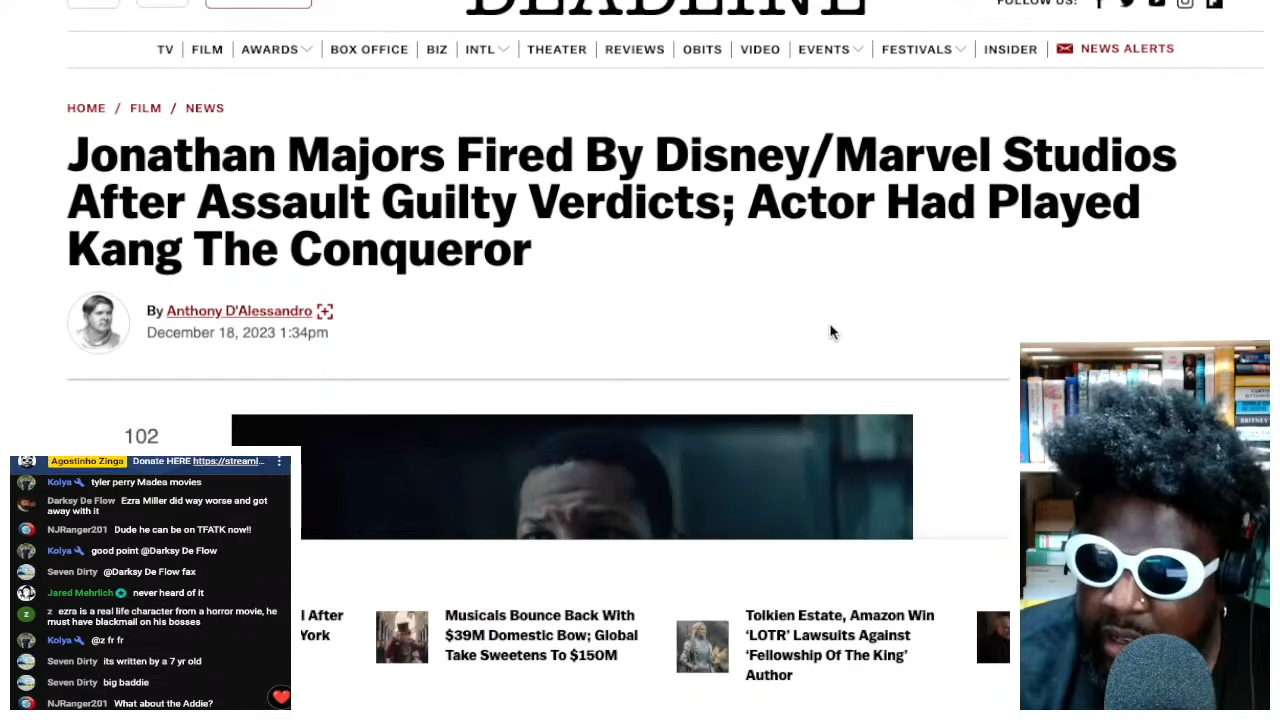 DEADLINE
FOLLOW US:
TV FILM AWARDS BOX OFFICE BIZ INTL THEATER REVIEWS OBITS VIDEO EVENTS FESTIVALS INSIDER NEWS ALERTS
HOME / FILM / NEWS
Jonathan Majors Fired By Disney/Marvel Studios
After Assault Guilty Verdicts; Actor Had Played
Kang The Conqueror
By Anthony D'Alessandro
December 18, 2023 1:34pm
102
Agostinho Zinga Donate HERE https://streaml...
Kolya tyler perry Madea movies
Darksy De Flow Ezra Miller did way worse and got
away with it
NJRanger201 Dude he can be on TFATK now!!
Kolya good point @Darksy De Flow
Seven Dirty @Darksy De Flow fax
Jared Mehrlich never heard of it
z ezra is a real life character from a horror movie, he
must have blackmail on his bosses
Kolya @z fr fr
Seven Dirty its written by a 7 yr old
Seven Dirty big baddie
NJRanger201 What about the Addie?
l After
York
Musicals Bounce Back With
$39M Domestic Bow; Global
Take Sweetens To $150M
Tolkien Estate, Amazon Win
'LOTR' Lawsuits Against
'Fellowship Of The King'
Author